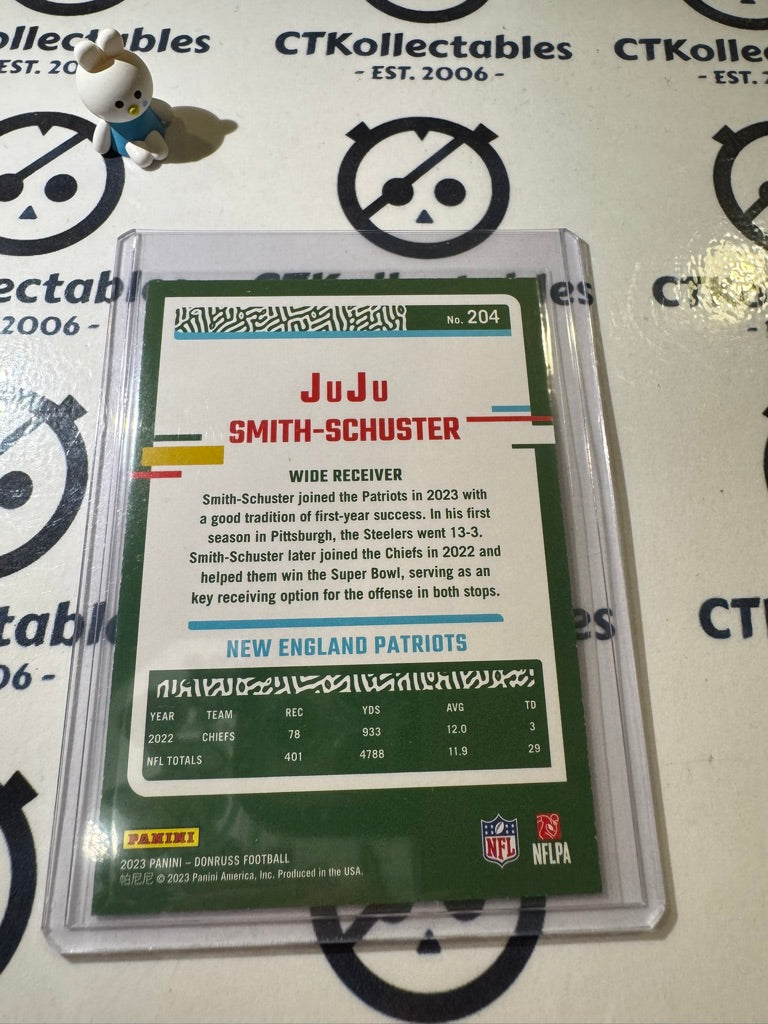 CTKollectables
- EST. 2006 -
CTKollectables
- EST. 2006 -
No. 204
JuJu
SMITH-SCHUSTER
WIDE RECEIVER
Smith-Schuster joined the Patriots in 2023 with
a good tradition of first-year success. In his first
season in Pittsburgh, the Steelers went 13-3.
Smith-Schuster later joined the Chiefs in 2022 and
helped them win the Super Bowl, serving as an
key receiving option for the offense in both stops.
NEW ENGLAND PATRIOTS
YEAR TEAM REC YDS AVG TD
2022 CHIEFS 78 933 12.0 3
NFL TOTALS 401 4788 11.9 29
PANINI
NFL
NFLPA
2023 PANINI – DONRUSS FOOTBALL
帕尼尼 © 2023 Panini America, Inc. Produced in the USA.